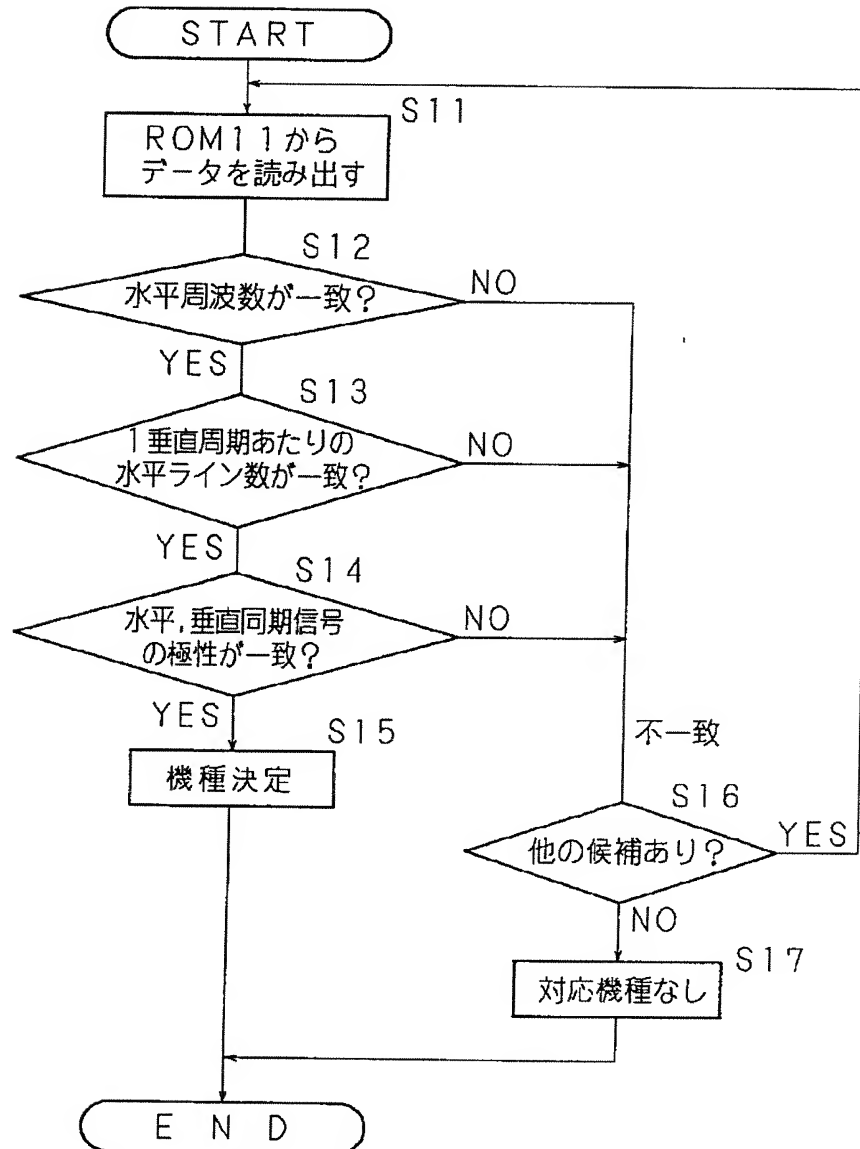 START
S11
ROM11から
データを読み出す
S12
水平周波数が一致?
NO
YES
S13
1垂直周期あたりの
水平ライン数が一致?
NO
YES
S14
水平,垂直同期信号
の極性が一致?
NO
YES
S15
機種決定
不一致
S16
他の候補あり?
YES
NO
S17
対応機種なし
END